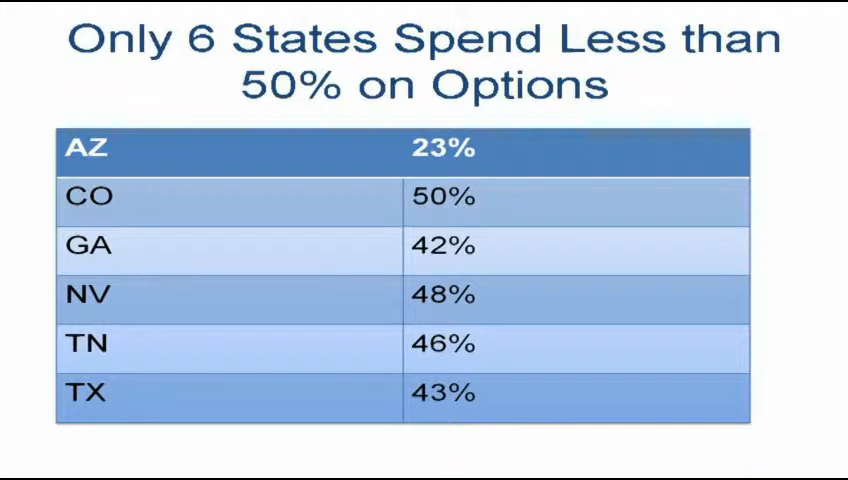 Only 6 States Spend Less than
50% on Options
AZ 23%
CO 50%
GA 42%
NV 48%
TN 46%
TX 43%